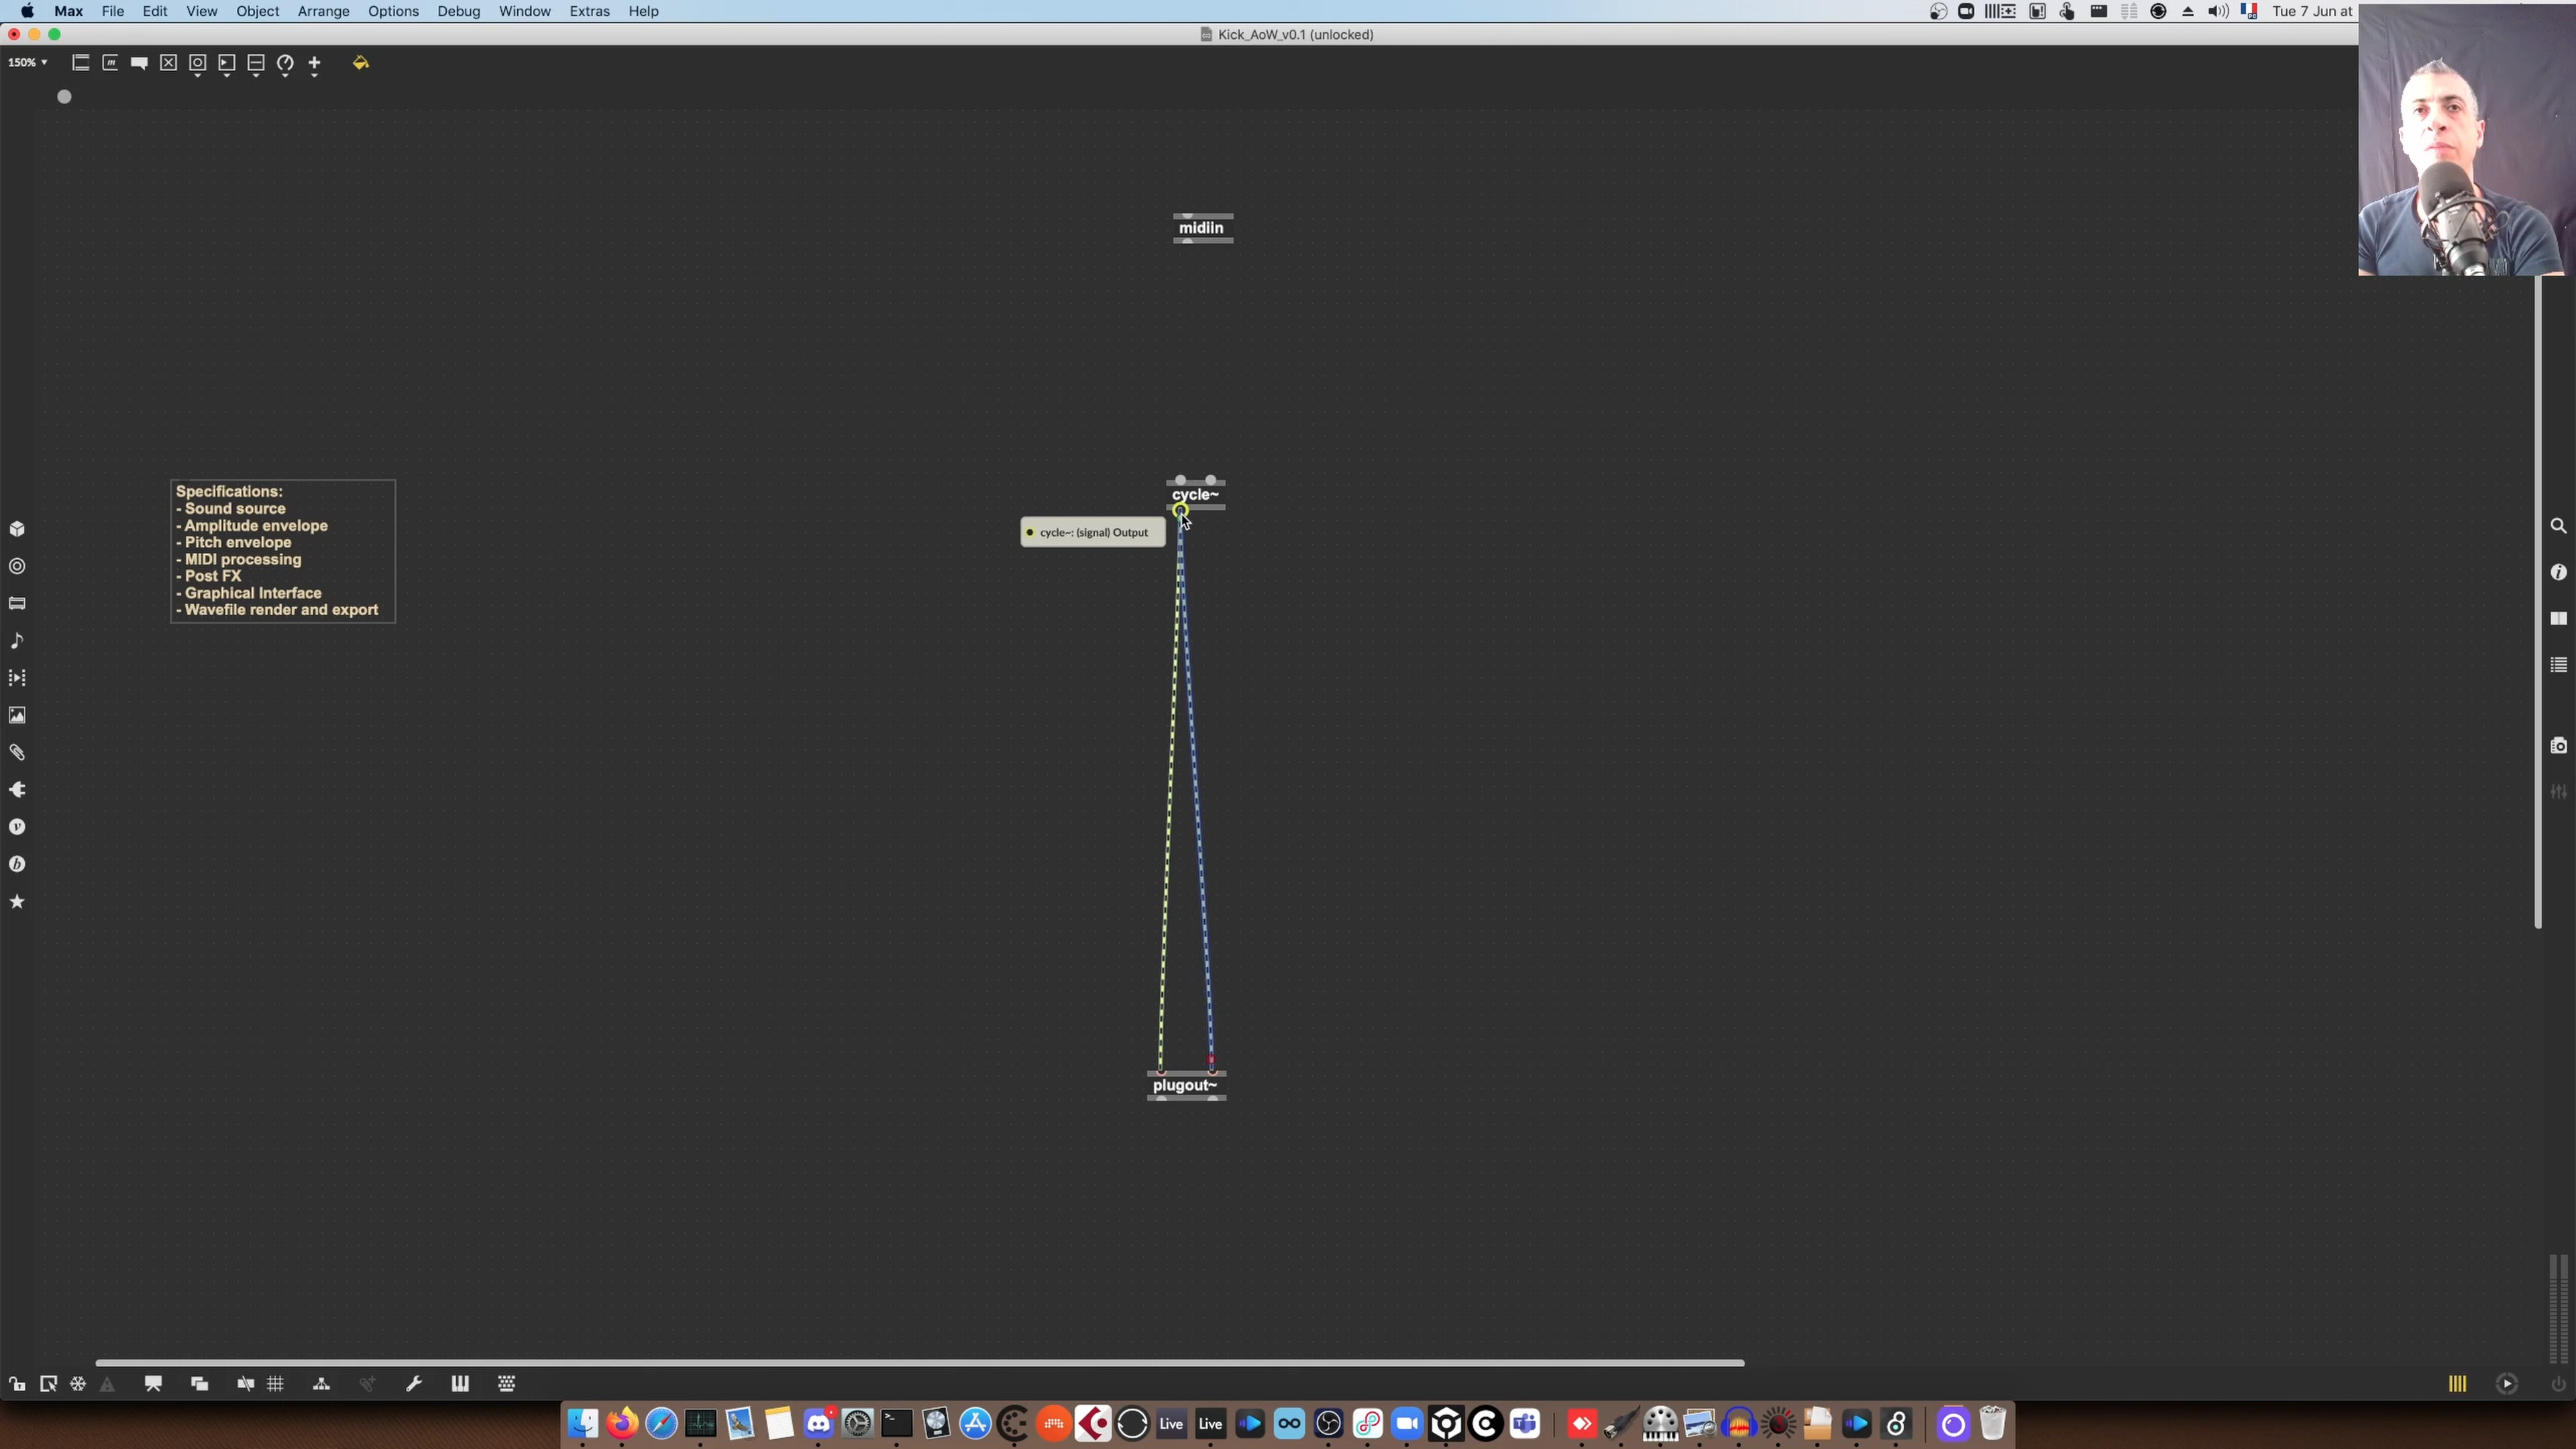 Max File Edit View Object Arrange Options Debug Window Extras Help
Tue 7 Jun at
Kick_AoW_v0.1 (unlocked)
150%
midiin
cycle~
cycle~: (signal) Output
Specifications:
- Sound source
- Amplitude envelope
- Pitch envelope
- MIDI processing
- Post FX
- Graphical Interface
- Wavefile render and export
plugout~
Live Live